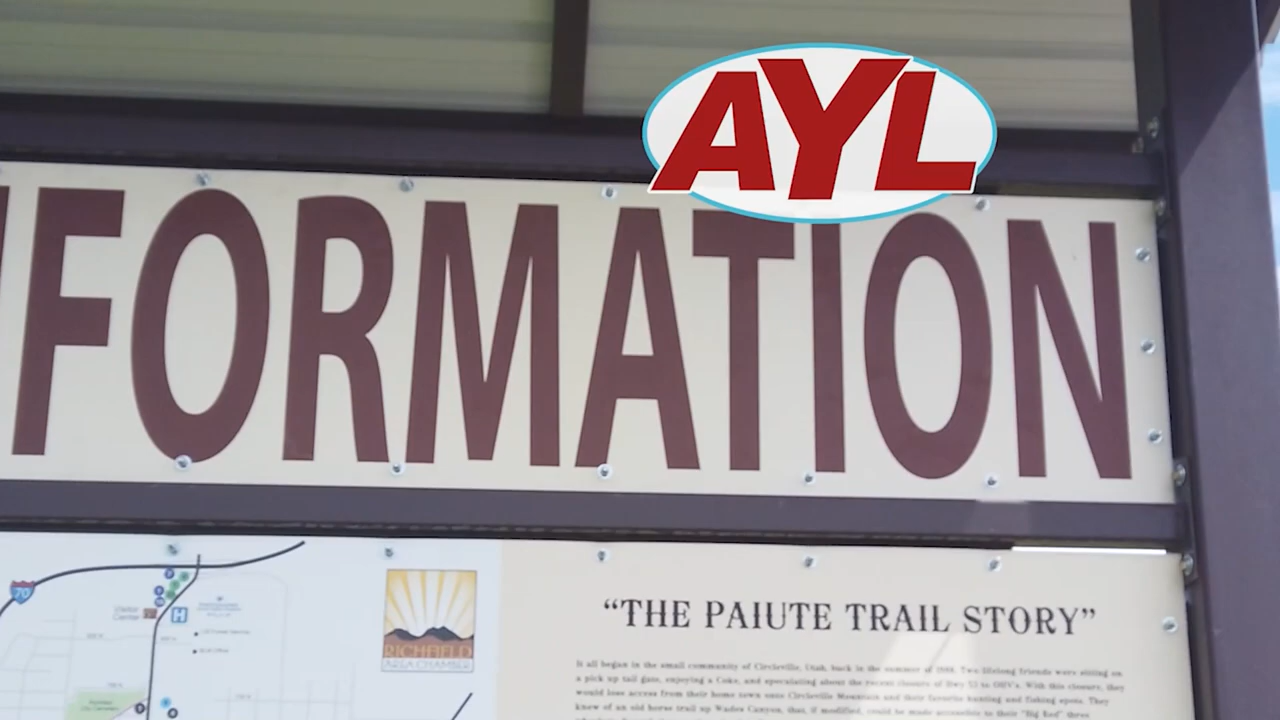 AYL
NFORMATION
70
Visitor
Center
H
RICHFIELD
AREA CHAMBER
“THE PAIUTE TRAIL STORY”
It all began in the small community of Circleville, Utah, back in the summer of Two lifelong friends were sitting on
a pick up tail gate, enjoying a Coke, and speculating about the recent closure of Hwy to OHV's. With this closure, they
would lose access from their home town onto Circleville Mountain and their favorite hunting and fishing spots. They
knew of an old horse trail up Wades Canyon, that, if modified, could be made accessible to their "Big Red" three